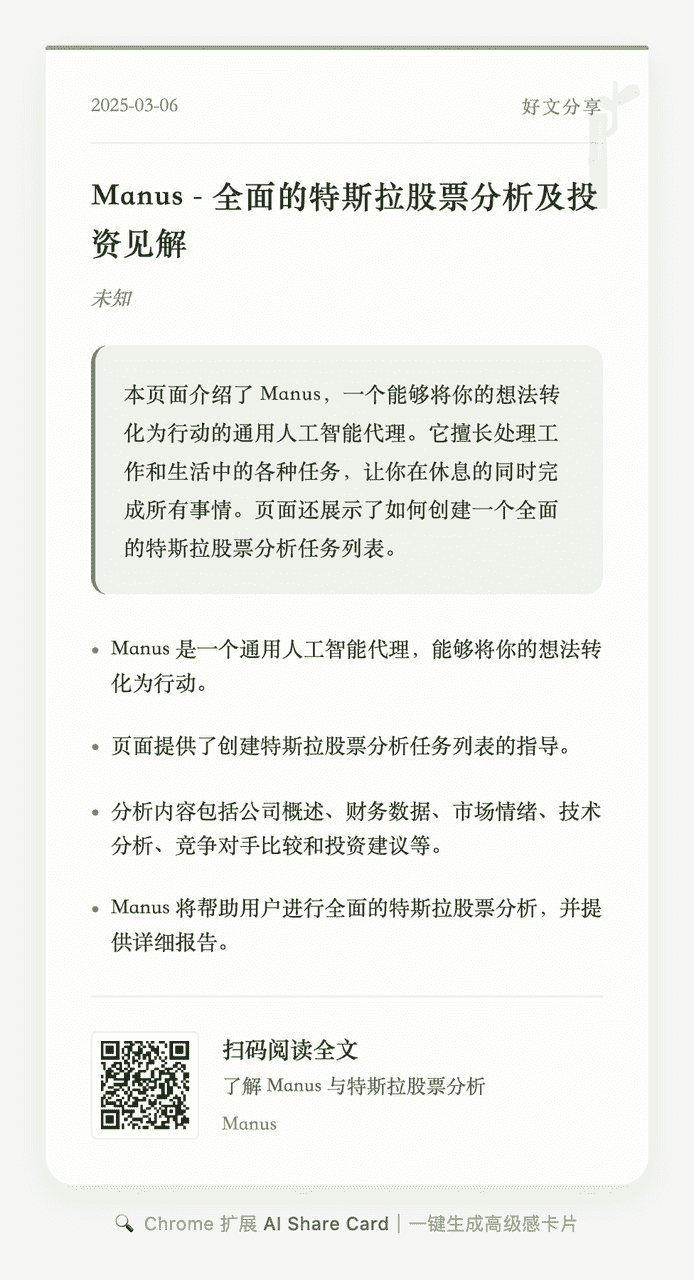 2025-03-06
好文分享
Manus - 全面的特斯拉股票分析及投
资见解
未知
本页面介绍了 Manus，一个能够将你的想法转
化为行动的通用人工智能代理。它擅长处理工
作和生活中的各种任务，让你在休息的同时完
成所有事情。页面还展示了如何创建一个全面
的特斯拉股票分析任务列表。
• Manus 是一个通用人工智能代理，能够将你的想法转
化为行动。
• 页面提供了创建特斯拉股票分析任务列表的指导。
• 分析内容包括公司概述、财务数据、市场情绪、技术
分析、竞争对手比较和投资建议等。
• Manus 将帮助用户进行全面的特斯拉股票分析，并提
供详细报告。
扫码阅读全文
了解 Manus 与特斯拉股票分析
Manus
🔍 Chrome 扩展 AI Share Card｜一键生成高级感卡片